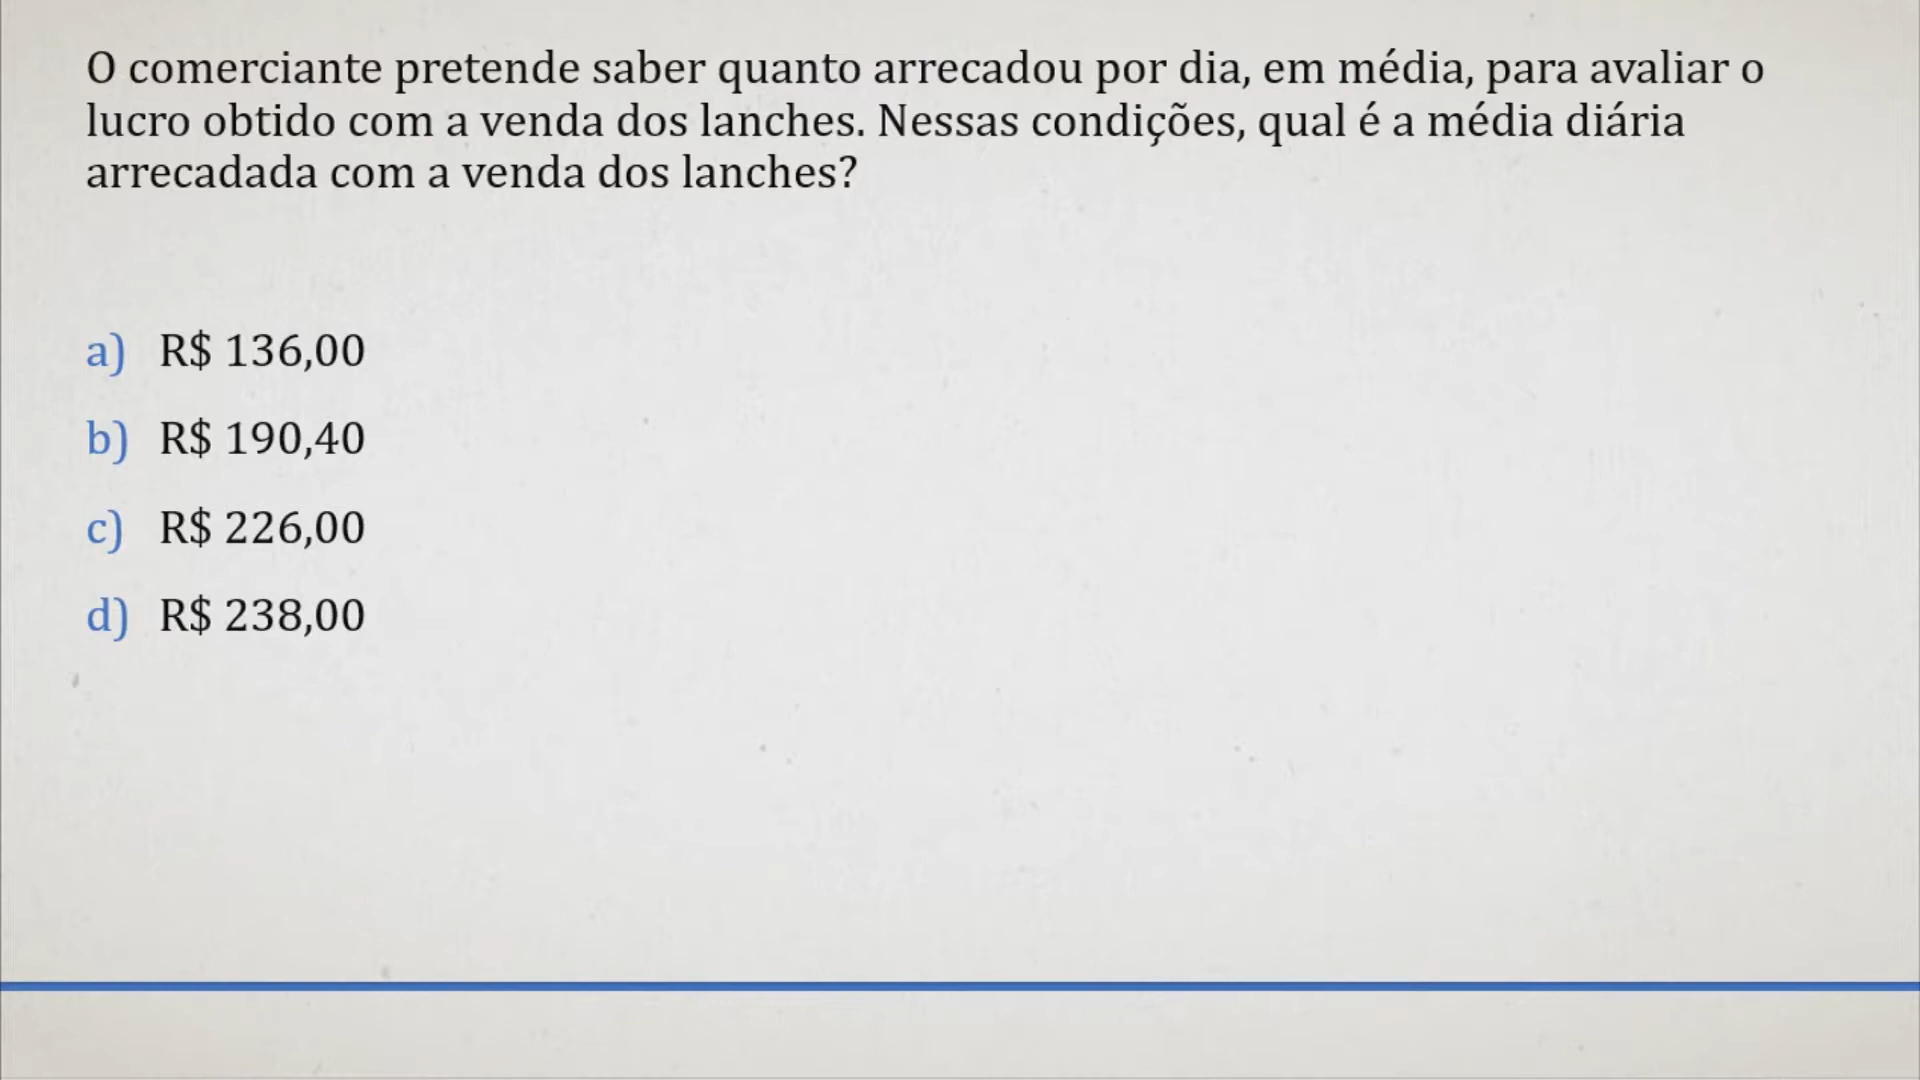 O comerciante pretende saber quanto arrecadou por dia, em média, para avaliar o
lucro obtido com a venda dos lanches. Nessas condições, qual é a média diária
arrecadada com a venda dos lanches?
a) R$ 136,00
b) R$ 190,40
c) R$ 226,00
d) R$ 238,00